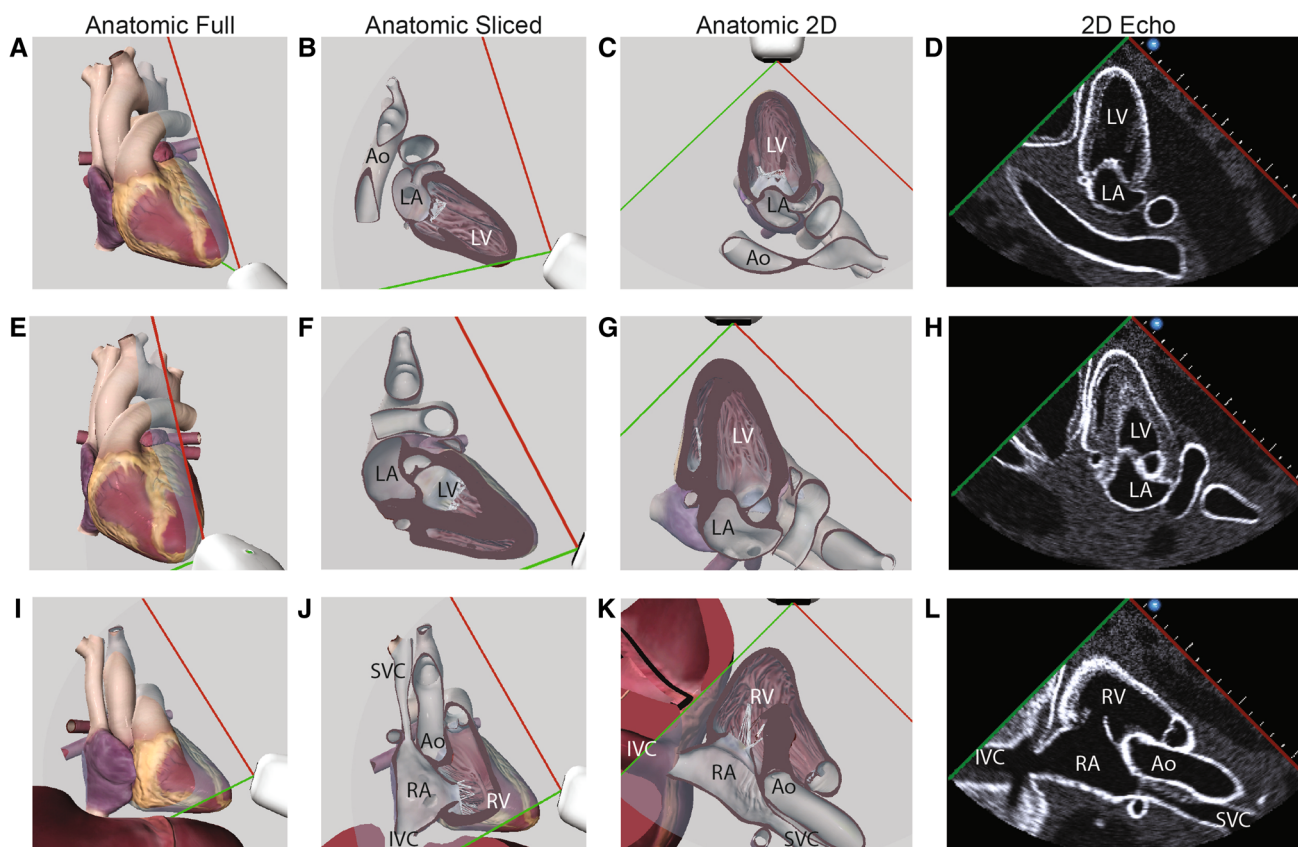 Anatomic Full Anatomic Sliced Anatomic 2D 2D Echo
A B C D
Ao LA LV
LV LA Ao
LV LA
E F G H
LA LV
LV LA
LV LA
I J K L
SVC Ao RV IVC
RV IVC RA Ao SVC
RV IVC RA Ao SVC